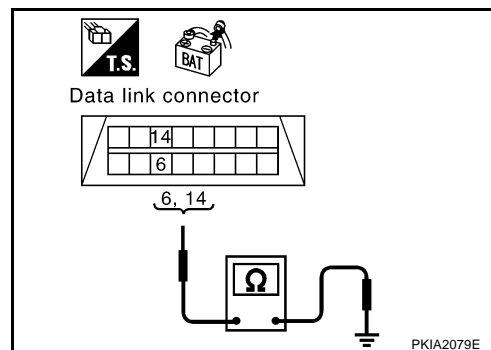 T.S.
BAT
Data link connector
14
6
6, 14
Ω
PKIA2079E